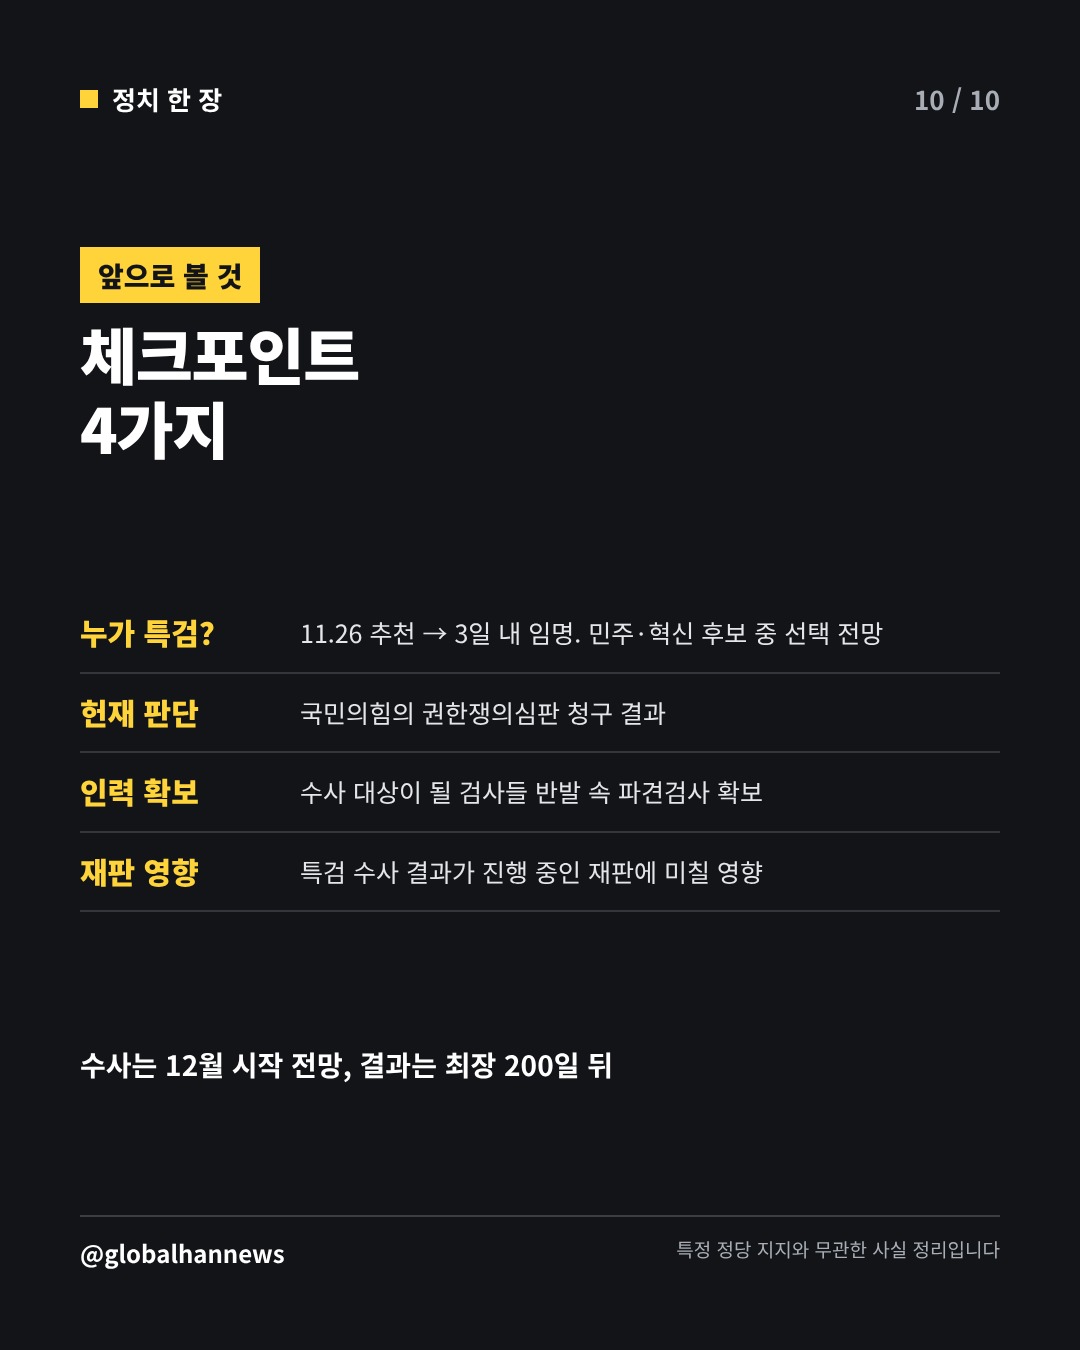 정치 한 장
10 / 10
앞으로 볼 것
체크포인트
4가지
누가 특검? 11.26 추천 → 3일 내 임명. 민주·혁신 후보 중 선택 전망
헌재 판단 국민의힘의 권한쟁의심판 청구 결과
인력 확보 수사 대상이 될 검사들 반발 속 파견검사 확보
재판 영향 특검 수사 결과가 진행 중인 재판에 미칠 영향
수사는 12월 시작 전망, 결과는 최장 200일 뒤
@globalhannews
특정 정당 지지와 무관한 사실 정리입니다